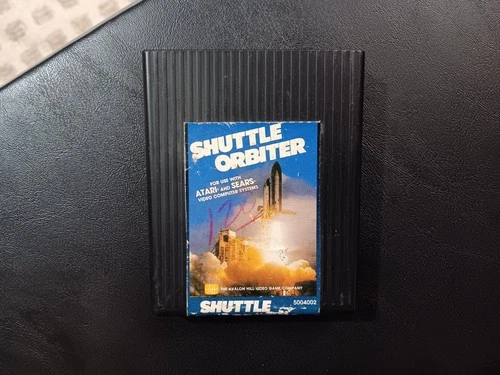 SHUTTLE
ORBITER
FOR USE WITH
ATARI® AND SEARS®
VIDEO COMPUTER SYSTEMS
THE AVALON HILL VIDEO GAME COMPANY
SHUTTLE
5004002